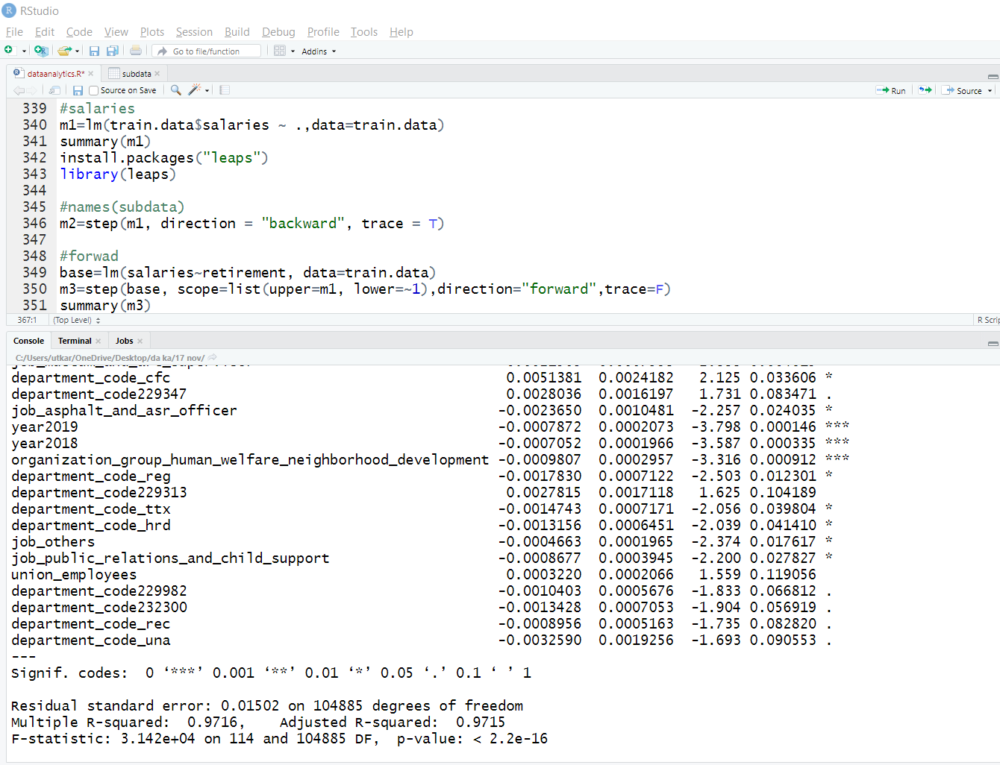 RStudio
File Edit Code View Plots Session Build Debug Profile Tools Help
Go to file/function Addins
dataanalytics.R* subdata
Source on Save Run Source
339 #salaries
340 m1=lm(train.data$salaries ~ .,data=train.data)
341 summary(m1)
342 install.packages("leaps")
343 library(leaps)
344
345 #names(subdata)
346 m2=step(m1, direction = "backward", trace = T)
347
348 #forwad
349 base=lm(salaries~retirement, data=train.data)
350 m3=step(base, scope=list(upper=m1, lower=~1),direction="forward",trace=F)
351 summary(m3)
367:1 (Top Level) R Scrip
Console Terminal Jobs
C:/Users/utkar/OneDrive/Desktop/da ka/17 nov/
department_code_cfc 0.0051381 0.0024182 2.125 0.033606 *
department_code229347 0.0028036 0.0016197 1.731 0.083471 .
job_asphalt_and_asr_officer -0.0023650 0.0010481 -2.257 0.024035 *
year2019 -0.0007872 0.0002073 -3.798 0.000146 ***
year2018 -0.0007052 0.0001966 -3.587 0.000335 ***
organization_group_human_welfare_neighborhood_development -0.0009807 0.0002957 -3.316 0.000912 ***
department_code_reg -0.0017830 0.0007122 -2.503 0.012301 *
department_code229313 0.0027815 0.0017118 1.625 0.104189
department_code_ttx -0.0014743 0.0007171 -2.056 0.039804 *
department_code_hrd -0.0013156 0.0006451 -2.039 0.041410 *
job_others -0.0004663 0.0001965 -2.374 0.017617 *
job_public_relations_and_child_support -0.0008677 0.0003945 -2.200 0.027827 *
union_employees 0.0003220 0.0002066 1.559 0.119056
department_code229982 -0.0010403 0.0005676 -1.833 0.066812 .
department_code232300 -0.0013428 0.0007053 -1.904 0.056919 .
department_code_rec -0.0008956 0.0005163 -1.735 0.082820 .
department_code_una -0.0032590 0.0019256 -1.693 0.090553 .
---
Signif. codes: 0 ‘***’ 0.001 ‘**’ 0.01 ‘*’ 0.05 ‘.’ 0.1 ‘ ’ 1
Residual standard error: 0.01502 on 104885 degrees of freedom
Multiple R-squared: 0.9716, Adjusted R-squared: 0.9715
F-statistic: 3.142e+04 on 114 and 104885 DF, p-value: < 2.2e-16